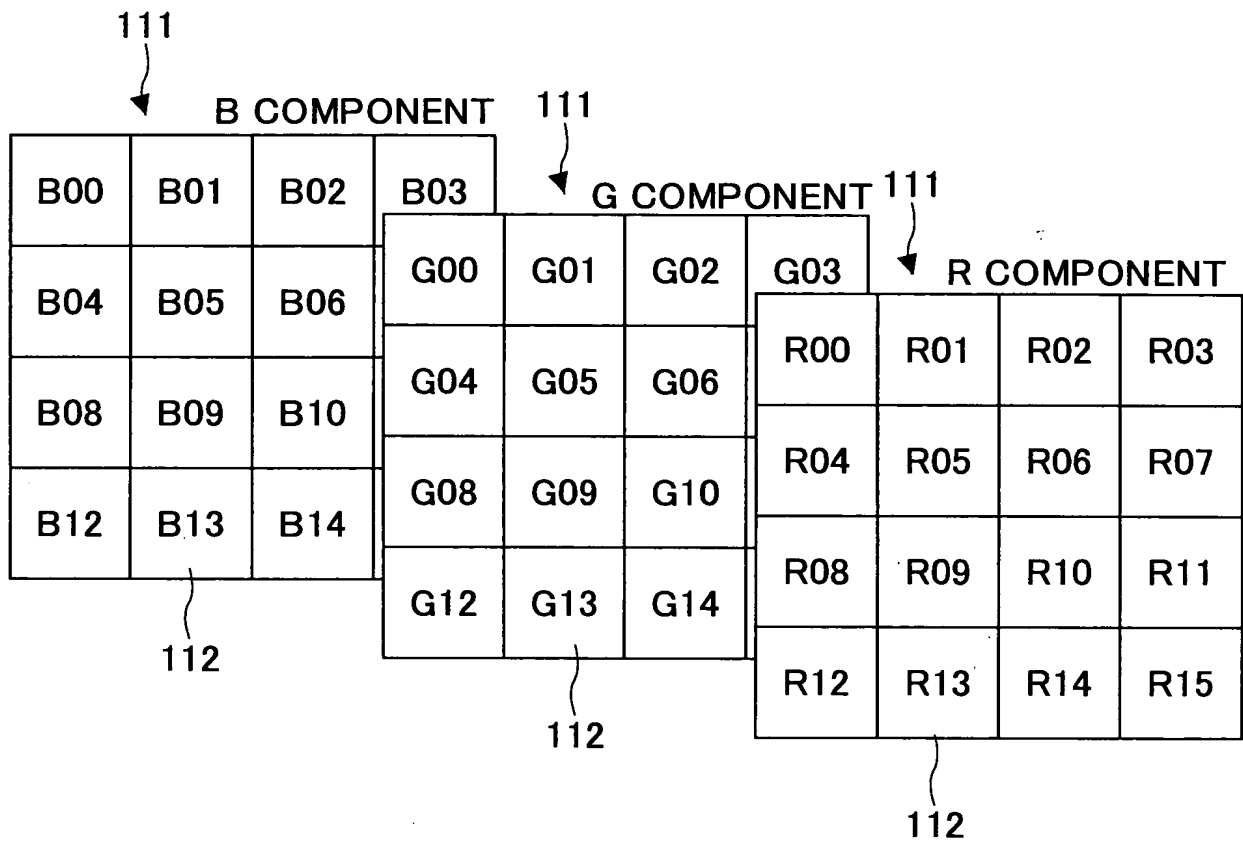 111
B COMPONENT
B00 B01 B02 B03
B04 B05 B06
B08 B09 B10
B12 B13 B14
112
111
G COMPONENT
G00 G01 G02 G03
G04 G05 G06
G08 G09 G10
G12 G13 G14
112
111
R COMPONENT
R00 R01 R02 R03
R04 R05 R06 R07
R08 R09 R10 R11
R12 R13 R14 R15
112